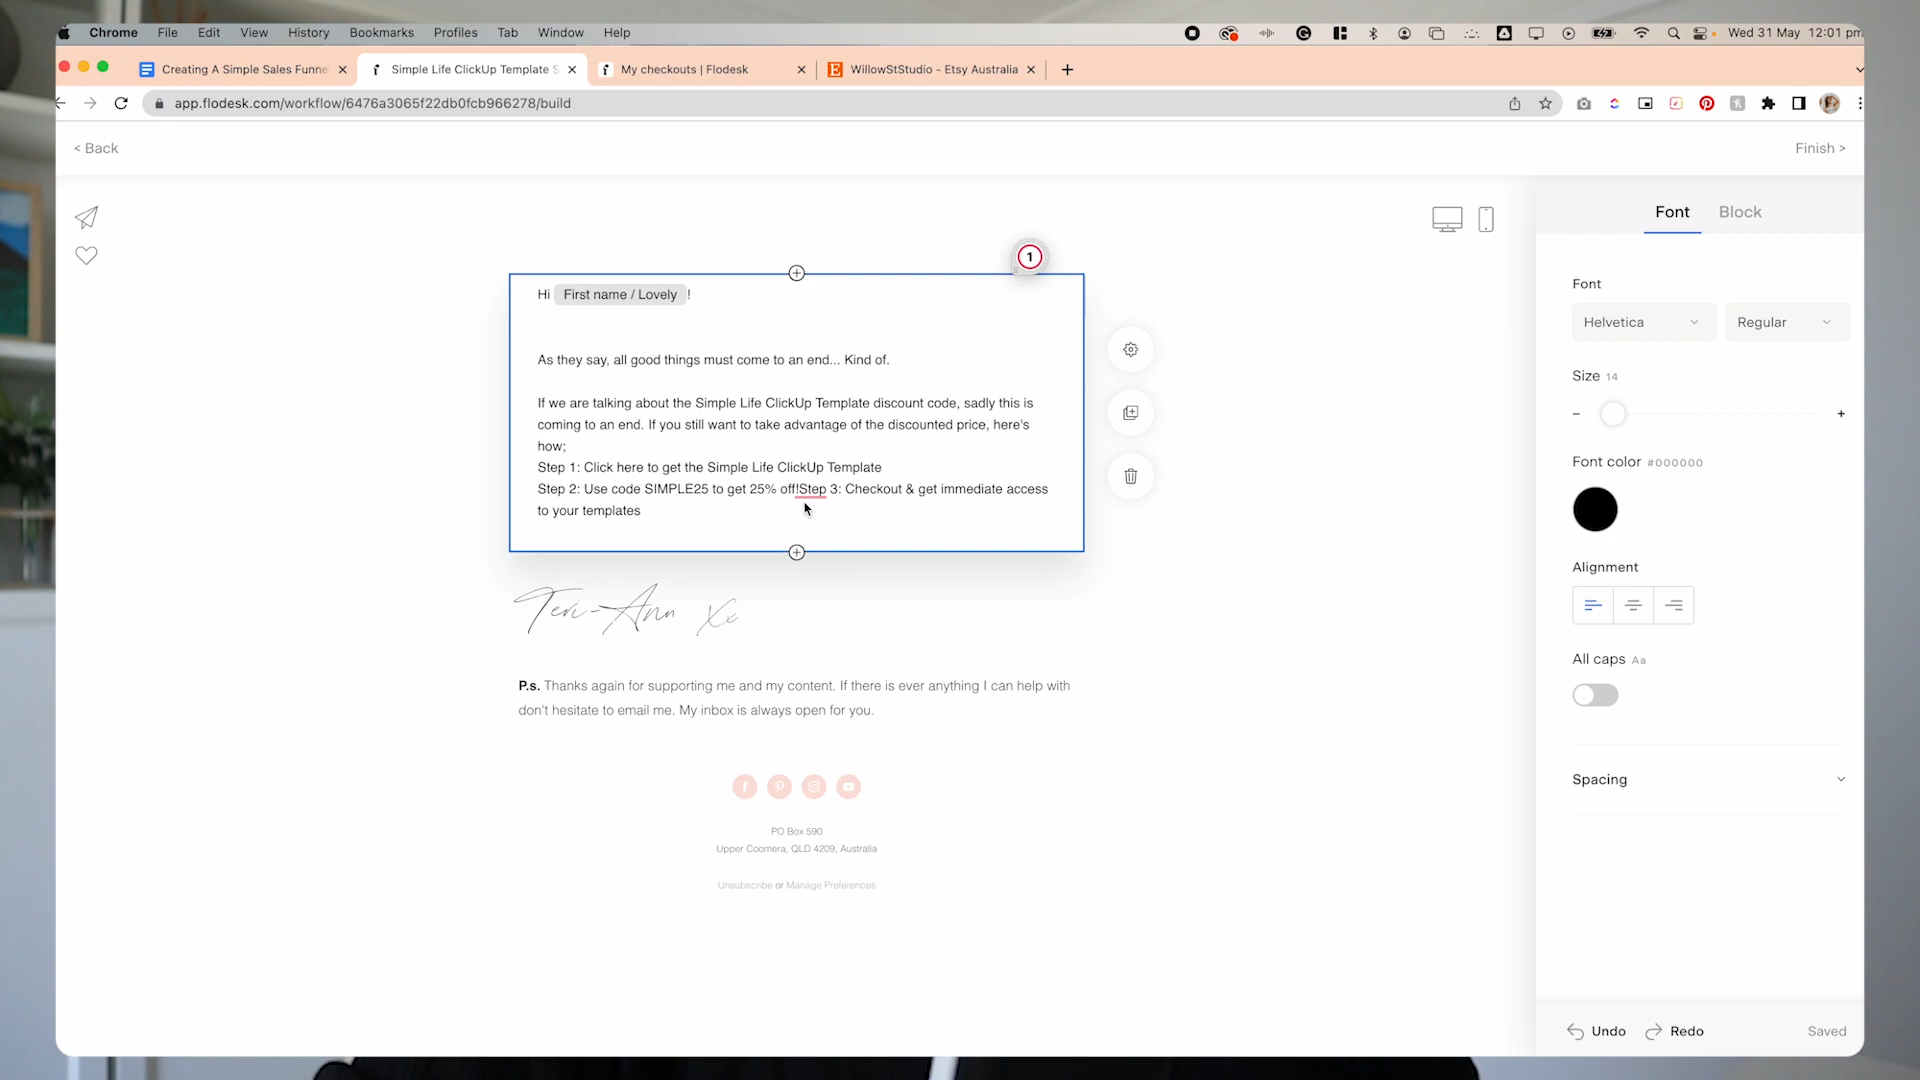 Chrome File Edit View History Bookmarks Profiles Tab Window Help Wed 31 May 12:01 pm
Creating A Simple Sales Funne
Simple Life ClickUp Template S
My checkouts | Flodesk
WillowStStudio - Etsy Australia
app.flodesk.com/workflow/6476a3065f22db0fcb966278/build
< Back
Finish >
Font Block
1
Hi First name / Lovely !
As they say, all good things must come to an end... Kind of.
If we are talking about the Simple Life ClickUp Template discount code, sadly this is
coming to an end. If you still want to take advantage of the discounted price, here's
how;
Step 1: Click here to get the Simple Life ClickUp Template
Step 2: Use code SIMPLE25 to get 25% off!Step 3: Checkout & get immediate access
to your templates
Teri-Ann Xx
P.s. Thanks again for supporting me and my content. If there is ever anything I can help with
don't hesitate to email me. My inbox is always open for you.
PO Box 590
Upper Coomera, QLD 4209, Australia
Unsubscribe or Manage Preferences
Font
Helvetica Regular
Size 14
- +
Font color #000000
Alignment
All caps Aa
Spacing
Undo Redo Saved